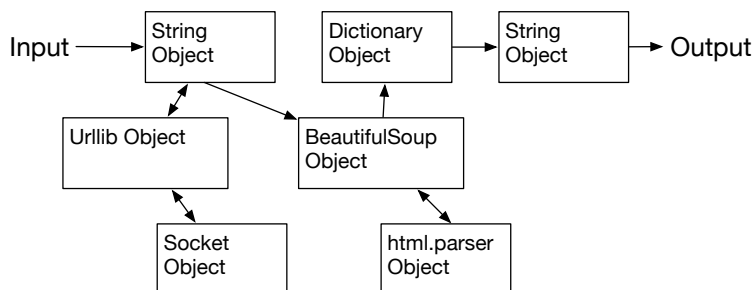 Input
String
Object
Dictionary
Object
String
Object
Output
Urllib Object
BeautifulSoup
Object
Socket
Object
html.parser
Object